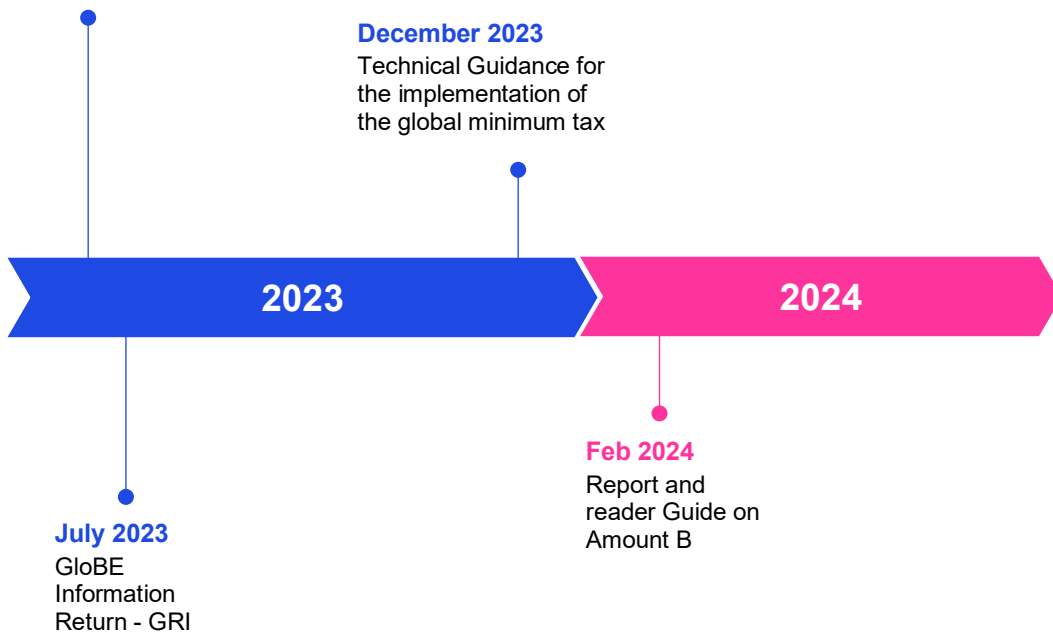 December 2023
Technical Guidance for
the implementation of
the global minimum tax
2023
2024
July 2023
GloBE
Information
Return - GRI
Feb 2024
Report and
reader Guide on
Amount B